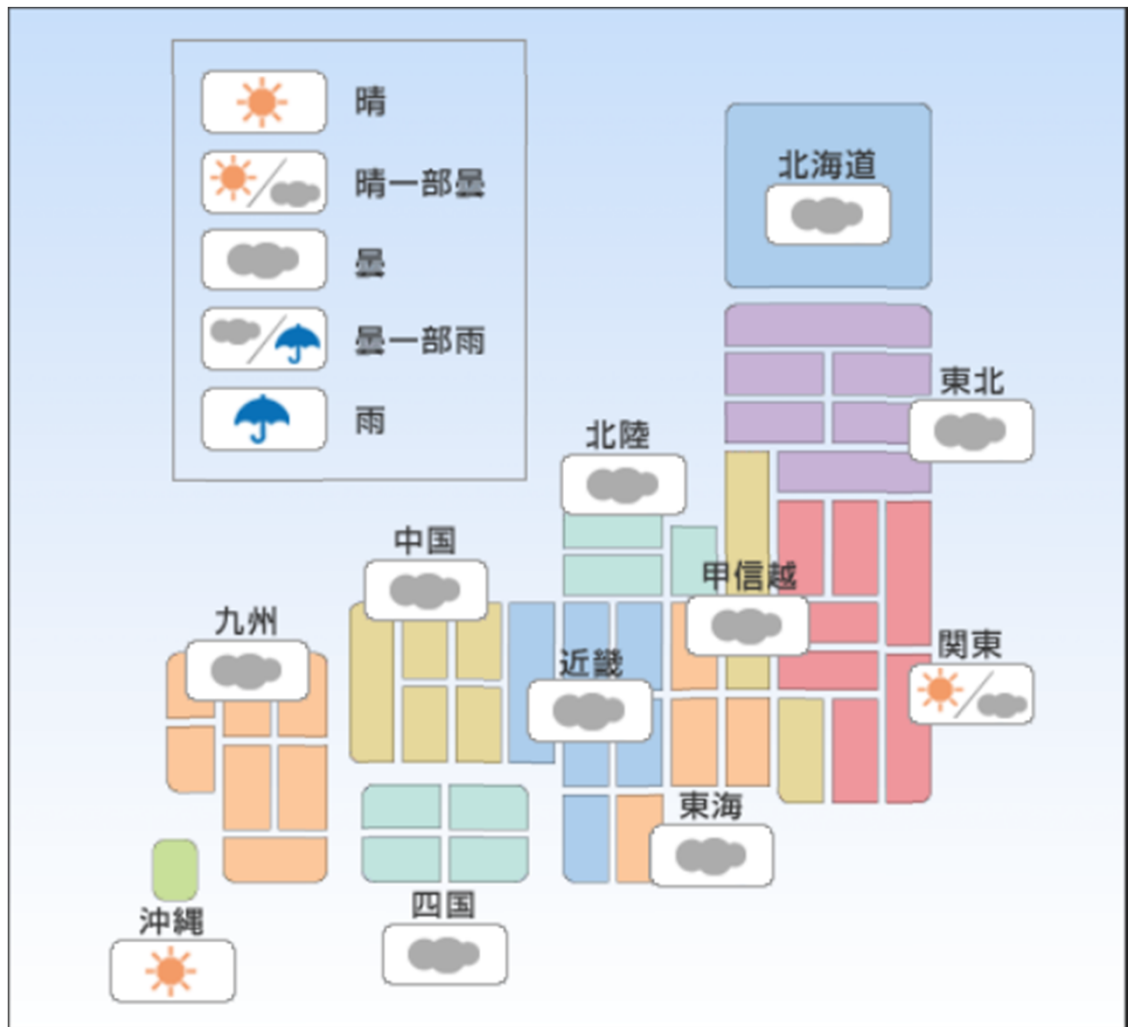 晴
晴一部曇
曇
曇一部雨
雨
北海道
東北
北陸
中国
甲信越
九州
関東
近畿
東海
四国
沖縄